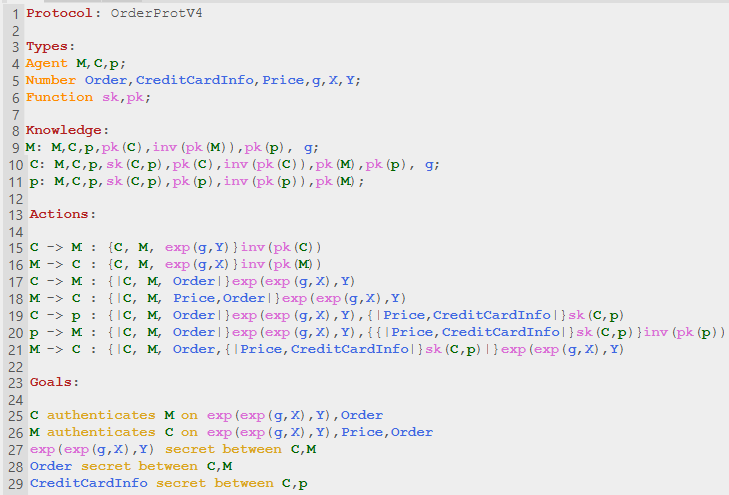 1 Protocol: OrderProtV4
2
3 Types:
4 Agent M,C,p;
5 Number Order,CreditCardInfo,Price,g,X,Y;
6 Function sk,pk;
7
8 Knowledge:
9 M: M,C,p,pk(C),inv(pk(M)),pk(p), g;
10 C: M,C,p,sk(C,p),pk(C),inv(pk(C)),pk(M),pk(p), g;
11 p: M,C,p,sk(C,p),pk(p),inv(pk(p)),pk(M);
12
13 Actions:
14
15 C -> M : {C, M, exp(g,Y)}inv(pk(C))
16 M -> C : {C, M, exp(g,X)}inv(pk(M))
17 C -> M : {|C, M, Order|}exp(exp(g,X),Y)
18 M -> C : {|C, M, Price,Order|}exp(exp(g,X),Y)
19 C -> p : {|C, M, Order|}exp(exp(g,X),Y),{|Price,CreditCardInfo|}sk(C,p)
20 p -> M : {|C, M, Order|}exp(exp(g,X),Y),{{|Price,CreditCardInfo|}sk(C,p)}inv(pk(p))
21 M -> C : {|C, M, Order,{|Price,CreditCardInfo|}sk(C,p)|}exp(exp(g,X),Y)
22
23 Goals:
24
25 C authenticates M on exp(exp(g,X),Y),Order
26 M authenticates C on exp(exp(g,X),Y),Price,Order
27 exp(exp(g,X),Y) secret between C,M
28 Order secret between C,M
29 CreditCardInfo secret between C,p